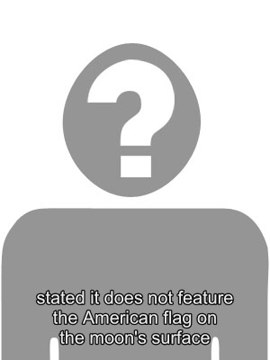 ?
stated it does not feature
the American flag on
the moon's surface